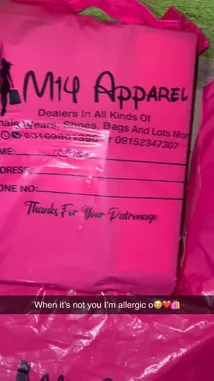 M14 APPAREL
Dealers In All Kinds Of
Wears, Shoes, Bags And Lots Mor
09152347307
ME:
DRESS:
ONE NO:
Thanks For Your Patronage
When it's not you I'm allergic o🥹❤️🛍️